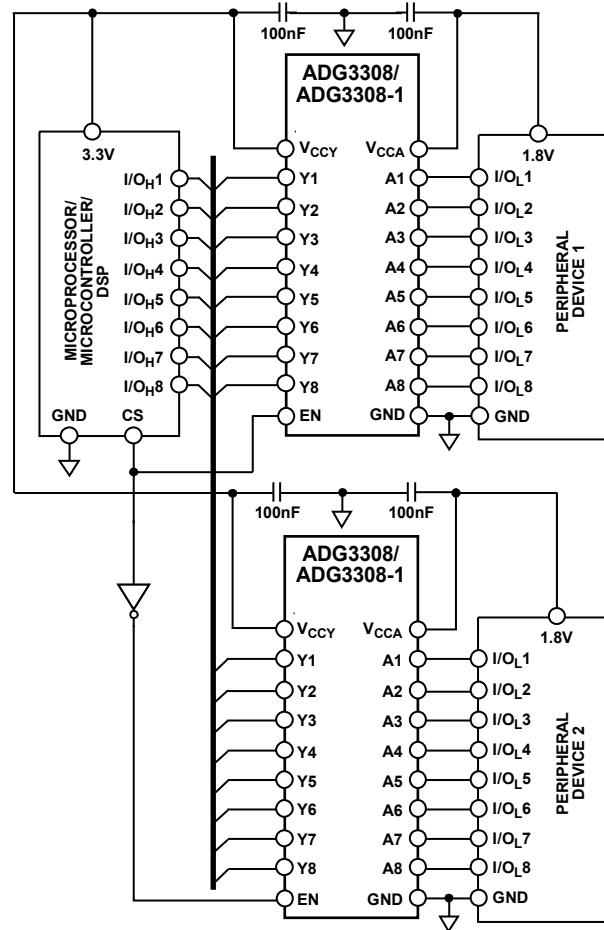 100nF 100nF
ADG3308/
ADG3308-1
3.3V
MICROPROCESSOR/
MICROCONTROLLER/
DSP
I/OH1
I/OH2
I/OH3
I/OH4
I/OH5
I/OH6
I/OH7
I/OH8
GND CS
VCCY VCCA
Y1 A1
Y2 A2
Y3 A3
Y4 A4
Y5 A5
Y6 A6
Y7 A7
Y8 A8
EN GND
1.8V
I/OL1
I/OL2
I/OL3
I/OL4
I/OL5
I/OL6
I/OL7
I/OL8
GND
PERIPHERAL
DEVICE 1
100nF 100nF
ADG3308/
ADG3308-1
VCCY VCCA
Y1 A1
Y2 A2
Y3 A3
Y4 A4
Y5 A5
Y6 A6
Y7 A7
Y8 A8
EN GND
1.8V
I/OL1
I/OL2
I/OL3
I/OL4
I/OL5
I/OL6
I/OL7
I/OL8
GND
PERIPHERAL
DEVICE 2